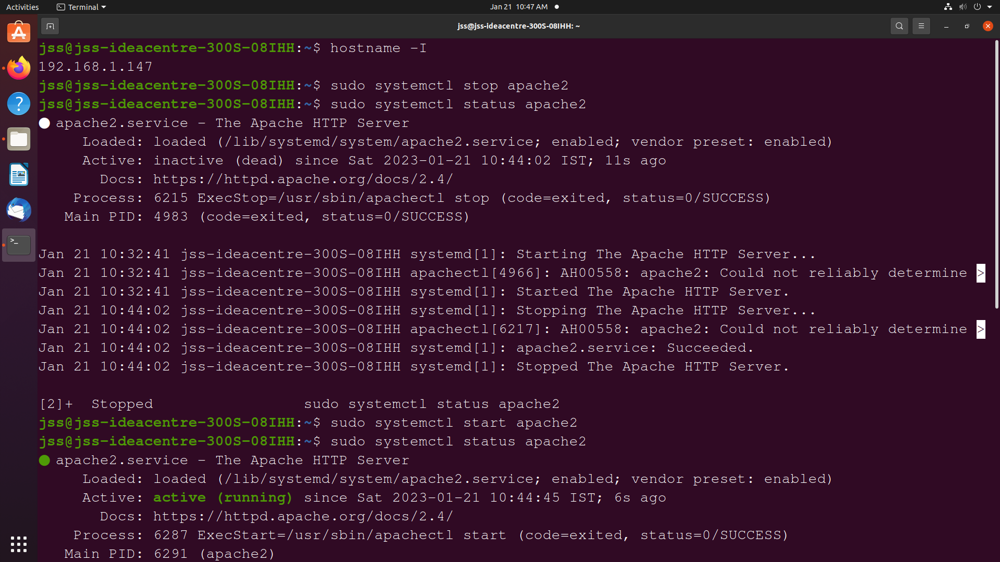 Activities Terminal Jan 21 10:47 AM
jss@jss-ideacentre-300S-08IHH: ~
jss@jss-ideacentre-300S-08IHH:~$ hostname -I
192.168.1.147
jss@jss-ideacentre-300S-08IHH:~$ sudo systemctl stop apache2
jss@jss-ideacentre-300S-08IHH:~$ sudo systemctl status apache2
● apache2.service - The Apache HTTP Server
Loaded: loaded (/lib/systemd/system/apache2.service; enabled; vendor preset: enabled)
Active: inactive (dead) since Sat 2023-01-21 10:44:02 IST; 11s ago
Docs: https://httpd.apache.org/docs/2.4/
Process: 6215 ExecStop=/usr/sbin/apachectl stop (code=exited, status=0/SUCCESS)
Main PID: 4983 (code=exited, status=0/SUCCESS)
Jan 21 10:32:41 jss-ideacentre-300S-08IHH systemd[1]: Starting The Apache HTTP Server...
Jan 21 10:32:41 jss-ideacentre-300S-08IHH apachectl[4966]: AH00558: apache2: Could not reliably determine >
Jan 21 10:32:41 jss-ideacentre-300S-08IHH systemd[1]: Started The Apache HTTP Server.
Jan 21 10:44:02 jss-ideacentre-300S-08IHH systemd[1]: Stopping The Apache HTTP Server...
Jan 21 10:44:02 jss-ideacentre-300S-08IHH apachectl[6217]: AH00558: apache2: Could not reliably determine >
Jan 21 10:44:02 jss-ideacentre-300S-08IHH systemd[1]: apache2.service: Succeeded.
Jan 21 10:44:02 jss-ideacentre-300S-08IHH systemd[1]: Stopped The Apache HTTP Server.
[2]+  Stopped                 sudo systemctl status apache2
jss@jss-ideacentre-300S-08IHH:~$ sudo systemctl start apache2
jss@jss-ideacentre-300S-08IHH:~$ sudo systemctl status apache2
● apache2.service - The Apache HTTP Server
Loaded: loaded (/lib/systemd/system/apache2.service; enabled; vendor preset: enabled)
Active: active (running) since Sat 2023-01-21 10:44:45 IST; 6s ago
Docs: https://httpd.apache.org/docs/2.4/
Process: 6287 ExecStart=/usr/sbin/apachectl start (code=exited, status=0/SUCCESS)
Main PID: 6291 (apache2)